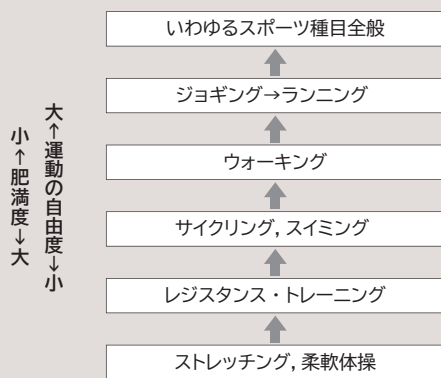 いわゆるスポーツ種目全般
ジョギング→ランニング
ウォーキング
サイクリング, スイミング
レジスタンス・トレーニング
ストレッチング, 柔軟体操
大↑運動の自由度↓小
小↑肥満度↓大